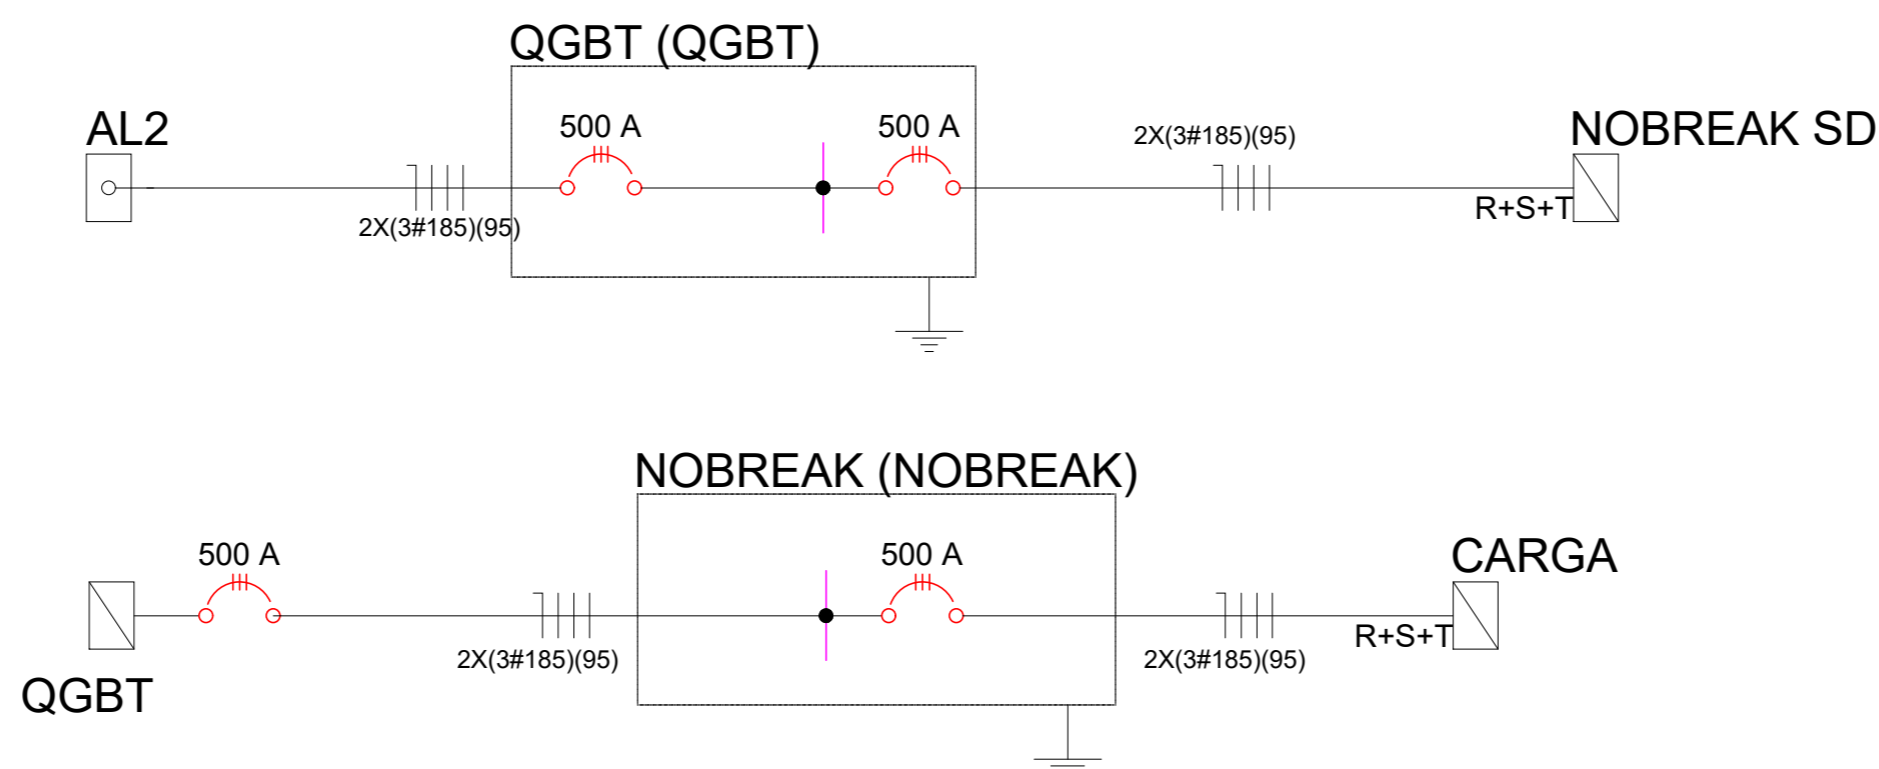 QGBT (QGBT)
AL2
500 A
500 A
2X(3#185)(95)
NOBREAK SD
2X(3#185)(95)
R+S+T
NOBREAK (NOBREAK)
500 A
500 A
CARGA
QGBT
2X(3#185)(95)
2X(3#185)(95)
R+S+T